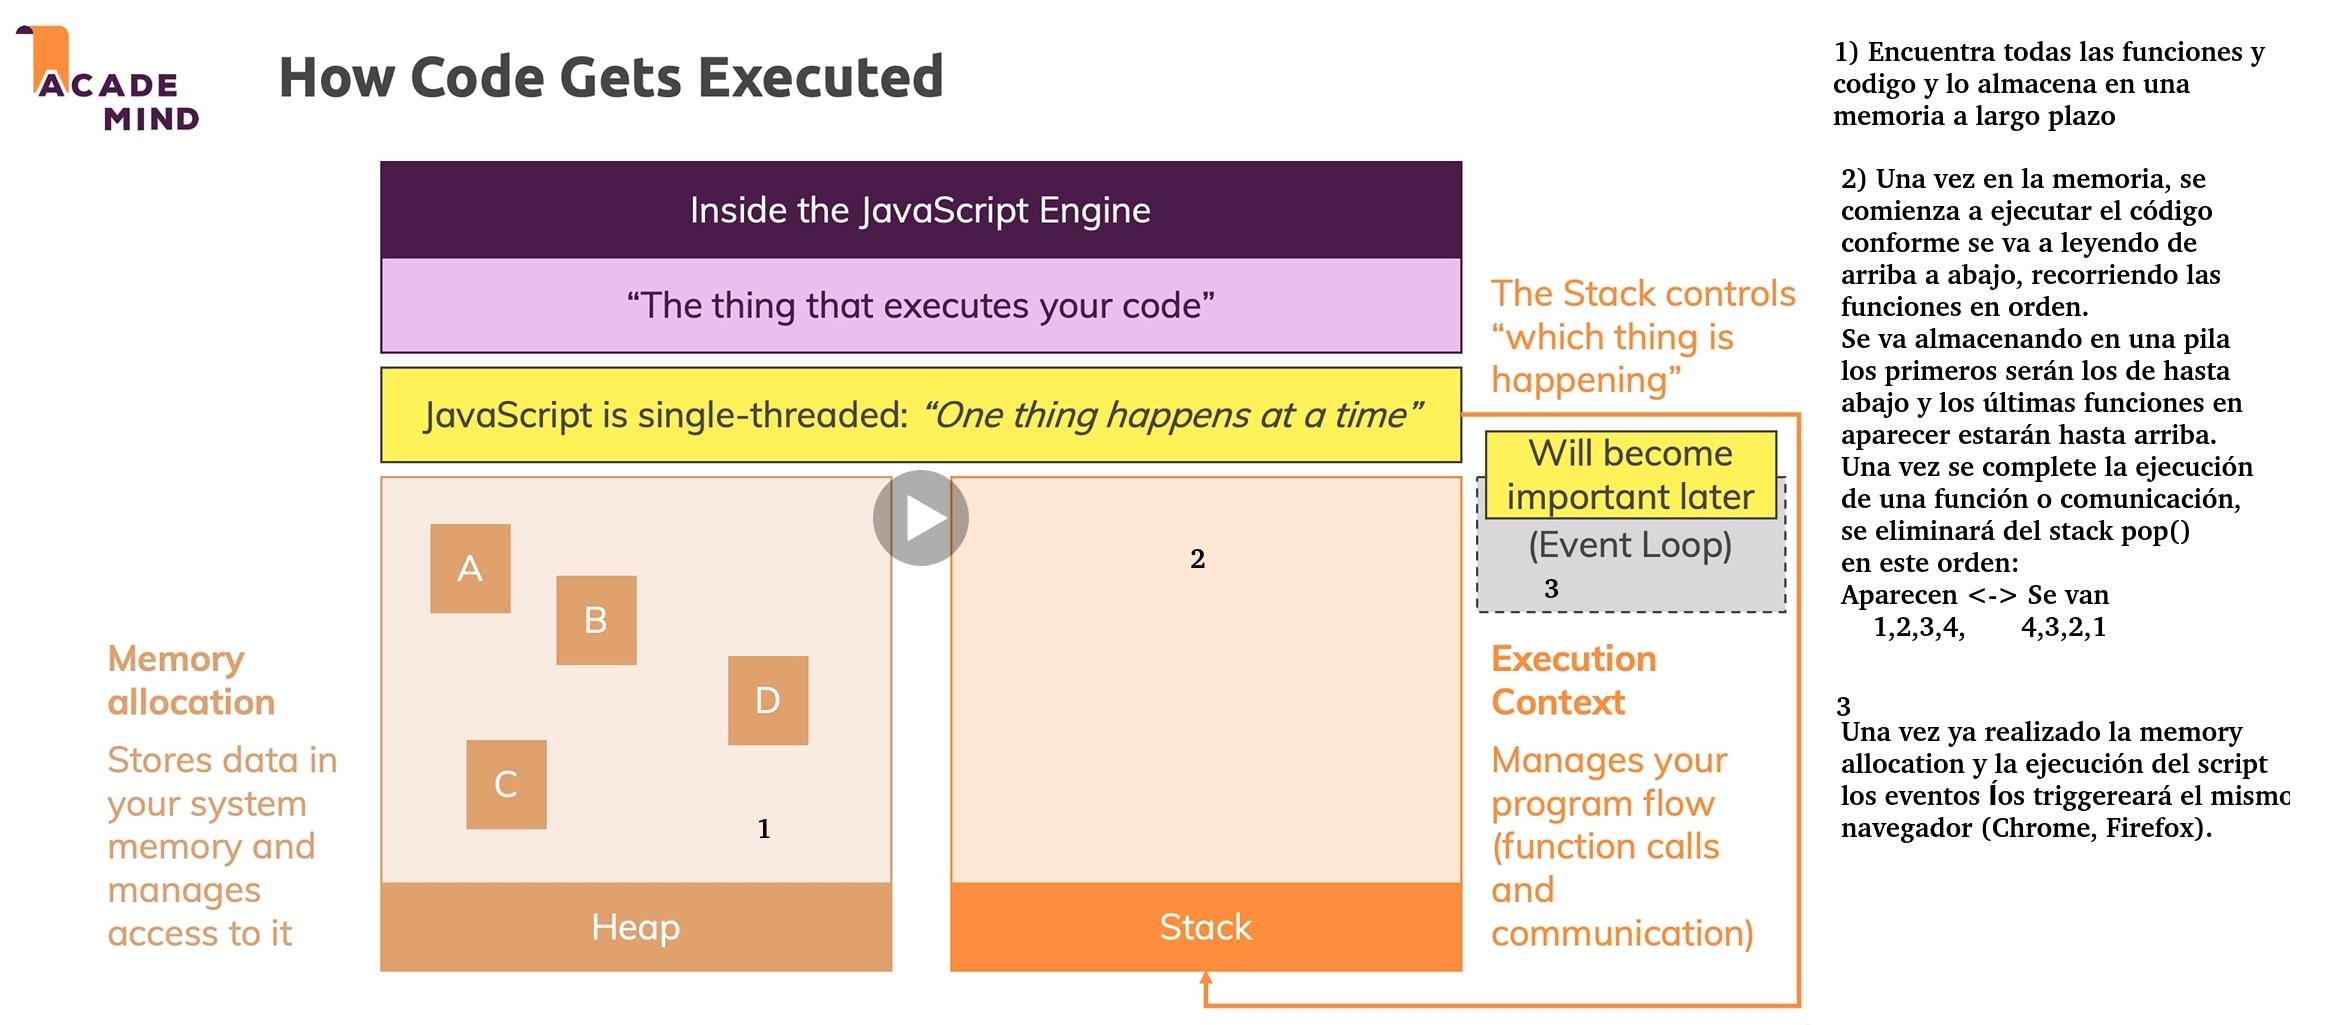 ACADE
MIND
How Code Gets Executed
Inside the JavaScript Engine
“The thing that executes your code”
JavaScript is single-threaded: “One thing happens at a time”
The Stack controls
“which thing is
happening”
Will become
important later
(Event Loop)
3
A
B
D
C
1
Heap
2
Stack
Memory
allocation
Stores data in
your system
memory and
manages
access to it
Execution
Context
Manages your
program flow
(function calls
and
communication)
1) Encuentra todas las funciones y
codigo y lo almacena en una
memoria a largo plazo
2) Una vez en la memoria, se
comienza a ejecutar el código
conforme se va a leyendo de
arriba a abajo, recorriendo las
funciones en orden.
Se va almacenando en una pila
los primeros serán los de hasta
abajo y los últimas funciones en
aparecer estarán hasta arriba.
Una vez se complete la ejecución
de una función o comunicación,
se eliminará del stack pop()
en este orden:
Aparecen <-> Se van
1,2,3,4, 4,3,2,1
3
Una vez ya realizado la memory
allocation y la ejecución del script
los eventos los triggereará el mismo
navegador (Chrome, Firefox).